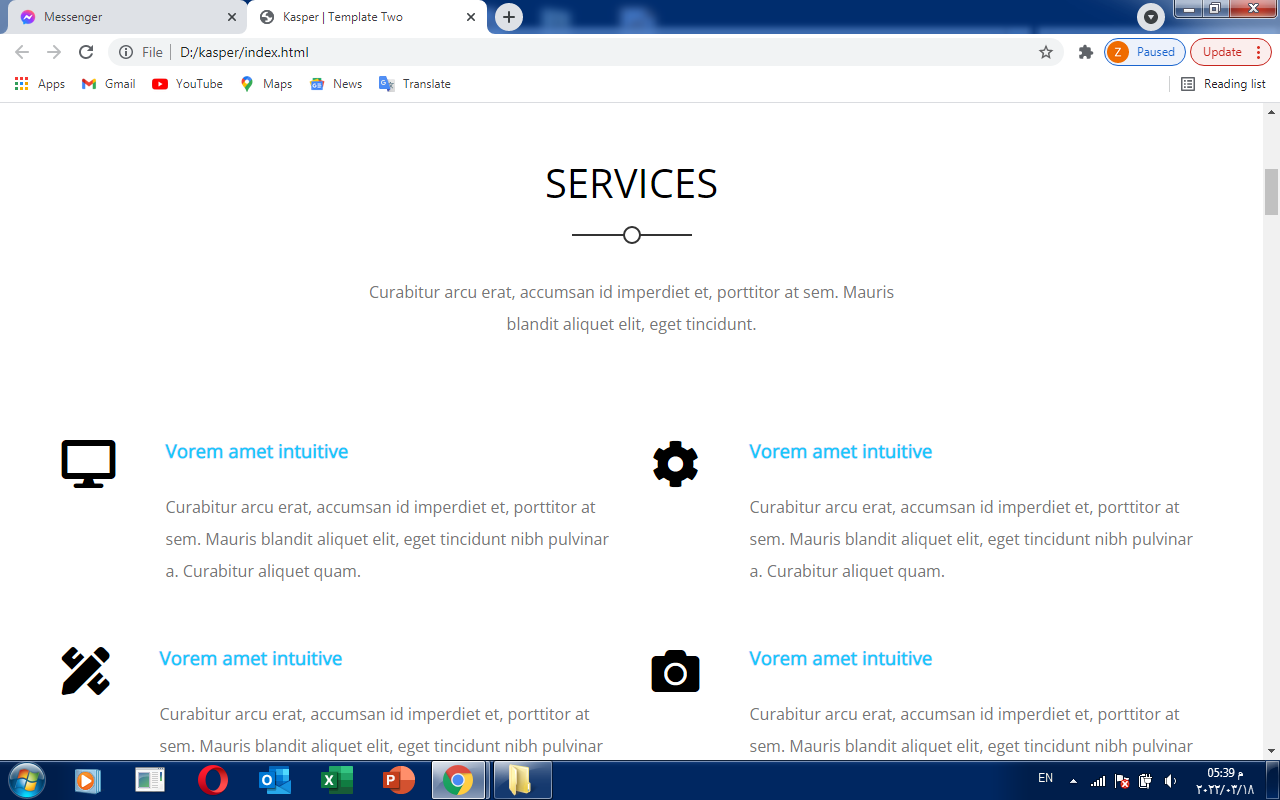 Messenger
Kasper | Template Two
File
D:/kasper/index.html
Z
Paused
Update
Apps
Gmail
YouTube
Maps
News
Translate
Reading list
SERVICES
Curabitur arcu erat, accumsan id imperdiet et, porttitor at sem. Mauris
blandit aliquet elit, eget tincidunt.
Vorem amet intuitive
Curabitur arcu erat, accumsan id imperdiet et, porttitor at
sem. Mauris blandit aliquet elit, eget tincidunt nibh pulvinar
a. Curabitur aliquet quam.
Vorem amet intuitive
Curabitur arcu erat, accumsan id imperdiet et, porttitor at
sem. Mauris blandit aliquet elit, eget tincidunt nibh pulvinar
a. Curabitur aliquet quam.
Vorem amet intuitive
Curabitur arcu erat, accumsan id imperdiet et, porttitor at
sem. Mauris blandit aliquet elit, eget tincidunt nibh pulvinar
Vorem amet intuitive
Curabitur arcu erat, accumsan id imperdiet et, porttitor at
sem. Mauris blandit aliquet elit, eget tincidunt nibh pulvinar
EN
05:39 م
٢٠٢٢/٠٣/١٨